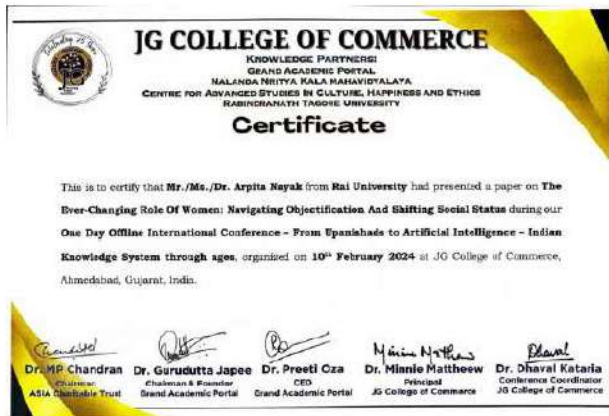 Celebrating 25 Years
JG COLLEGE OF COMMERCE
KNOWLEDGE PARTNERS:
GRAND ACADEMIC PORTAL
NALANDA NRITYA KALA MAHAVIDYALAYA
CENTRE FOR ADVANCED STUDIES IN CULTURE, HAPPINESS AND ETHICS
RABINDRANATH TAGORE UNIVERSITY
Certificate
This is to certify that Mr./Ms./Dr. Arpita Nayak from Rai University had presented a paper on The
Ever-Changing Role Of Women: Navigating Objectification And Shifting Social Status during our
One Day Offline International Conference – From Upanishads to Artificial Intelligence – Indian
Knowledge System through ages, organized on 10th February 2024 at JG College of Commerce,
Ahmedabad, Gujarat, India.
Dr. MP Chandran Dr. Gurudutta Japee Dr. Preeti Oza Dr. Minnie Mattheew Dr. Dhaval Kataria
Chairman Chairman & Founder CEO Principal Conference Coordinator
ASIA Charitable Trust Grand Academic Portal Grand Academic Portal JG College of Commerce JG College of Commerce